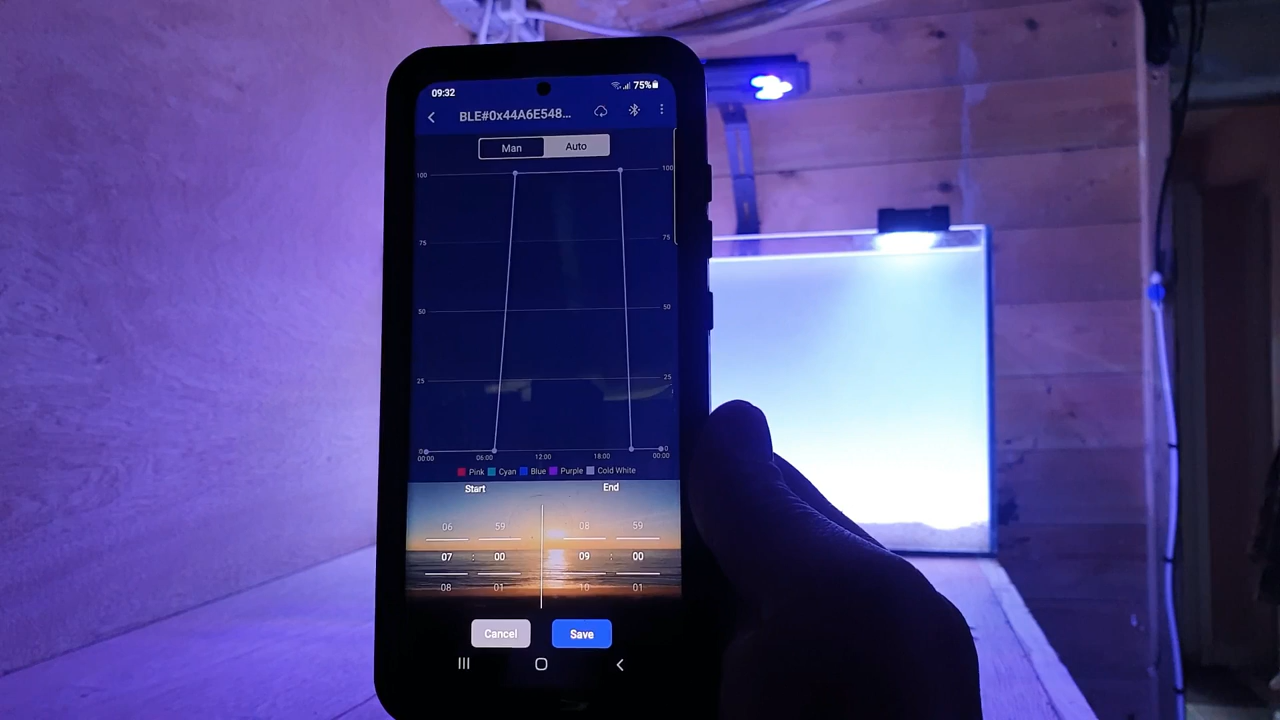 09:32 75%
BLE#0x44A6E548...
Man Auto
100 100
75 75
50 50
25 25
0 0
00:00 06:00 12:00 18:00 00:00
Pink Cyan Blue Purple Cold White
Start End
06 59 08 59
07 : 00 09 : 00
08 01 10 01
Cancel Save